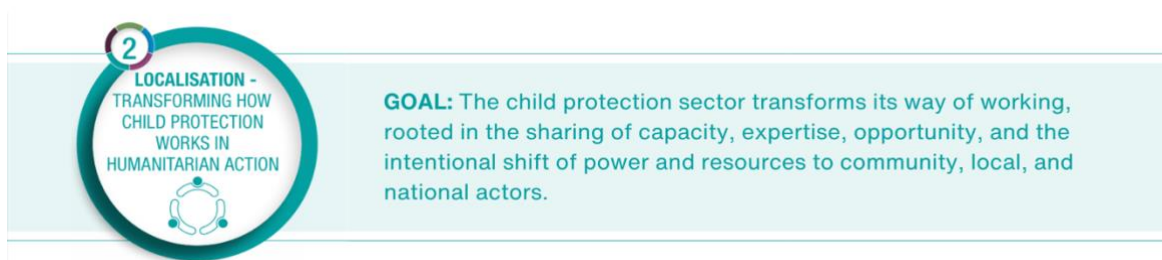 2
LOCALISATION -
TRANSFORMING HOW
CHILD PROTECTION
WORKS IN
HUMANITARIAN ACTION
GOAL: The child protection sector transforms its way of working,
rooted in the sharing of capacity, expertise, opportunity, and the
intentional shift of power and resources to community, local, and
national actors.